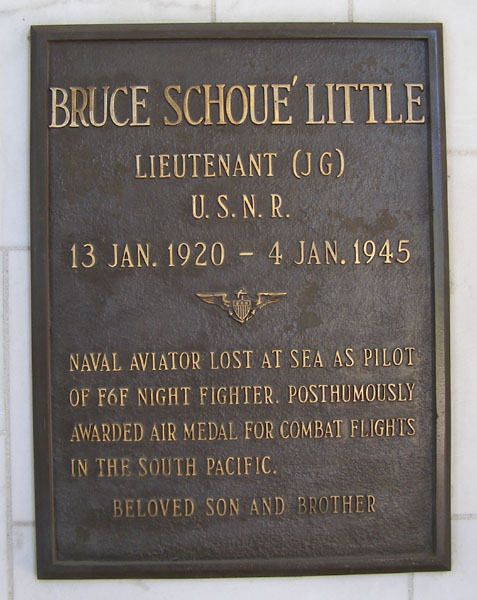 BRUCE SCHOUÉ LITTLE
LIEUTENANT (JG)
U.S.N.R.
13 JAN. 1920 – 4 JAN. 1945
NAVAL AVIATOR LOST AT SEA AS PILOT
OF F6F NIGHT FIGHTER. POSTHUMOUSLY
AWARDED AIR MEDAL FOR COMBAT FLIGHTS
IN THE SOUTH PACIFIC.
BELOVED SON AND BROTHER